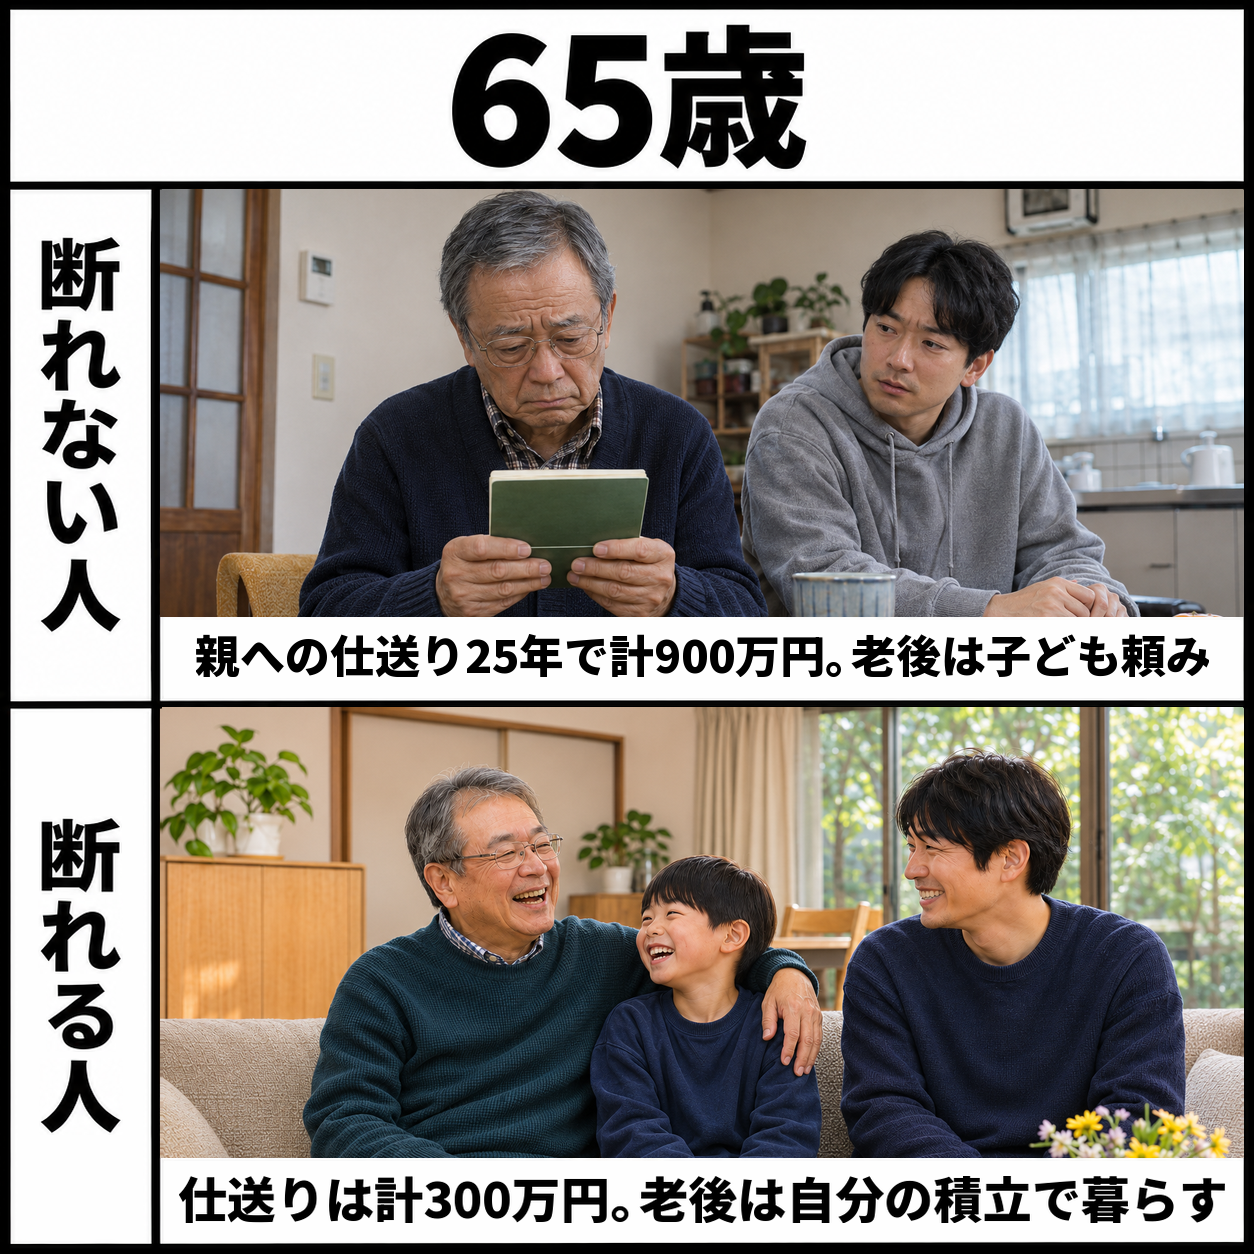 65歳
断れない人
親への仕送り25年で計900万円。老後は子ども頼み
断れる人
仕送りは計300万円。老後は自分の積立で暮らす